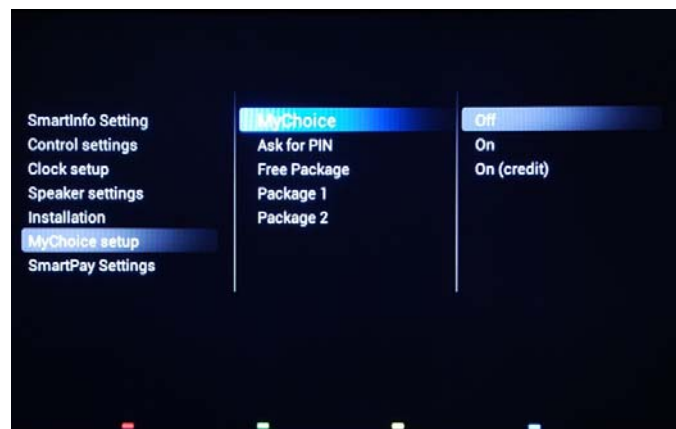 SmartInfo Setting
Control settings
Clock setup
Speaker settings
Installation
MyChoice setup
SmartPay Settings
MyChoice
Ask for PIN
Free Package
Package 1
Package 2
Off
On
On (credit)